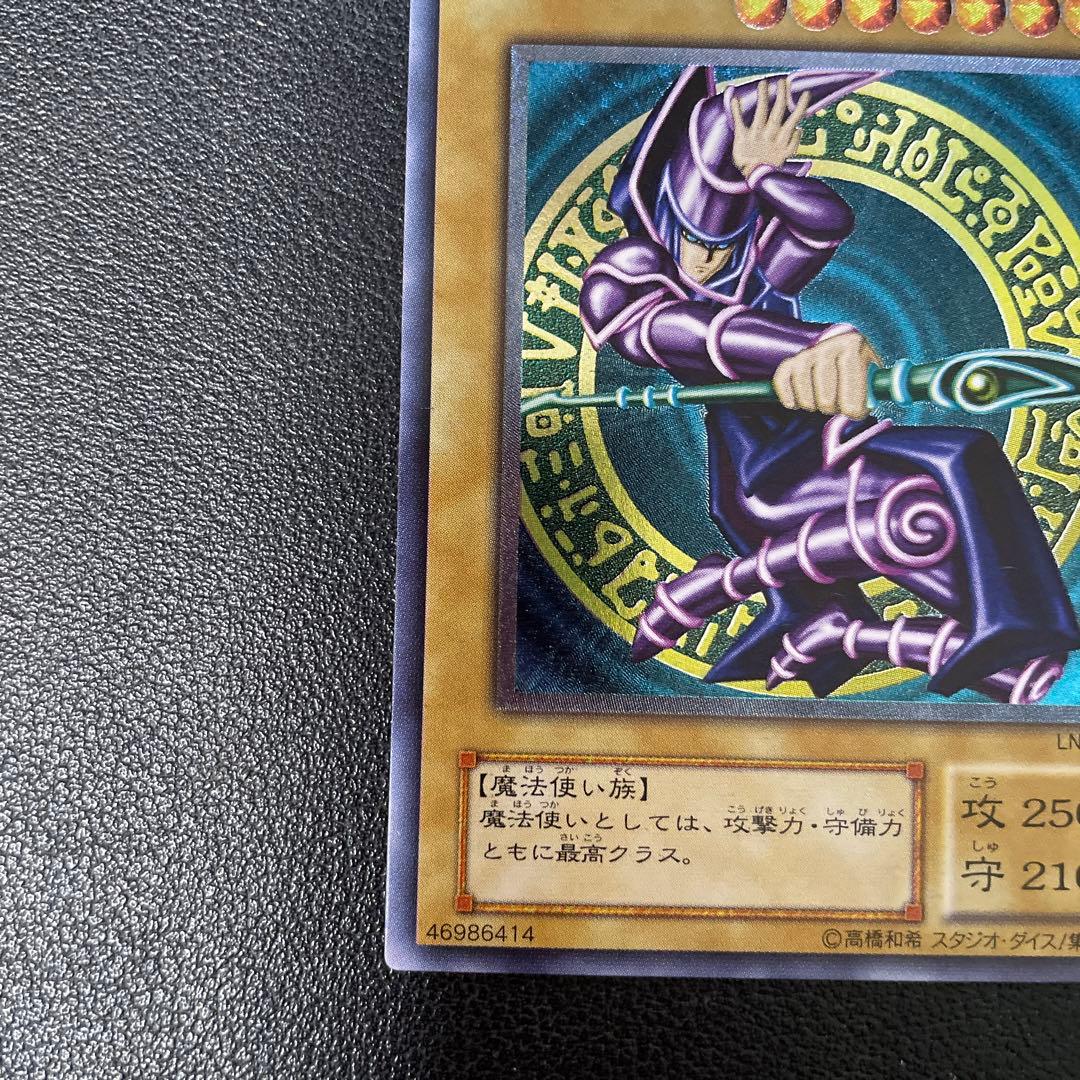 LN
【魔法使い族】
魔法使いとしては、攻撃力・守備力
ともに最高クラス。
攻 250
守 210
46986414
©高橋和希 スタジオ・ダイス/集